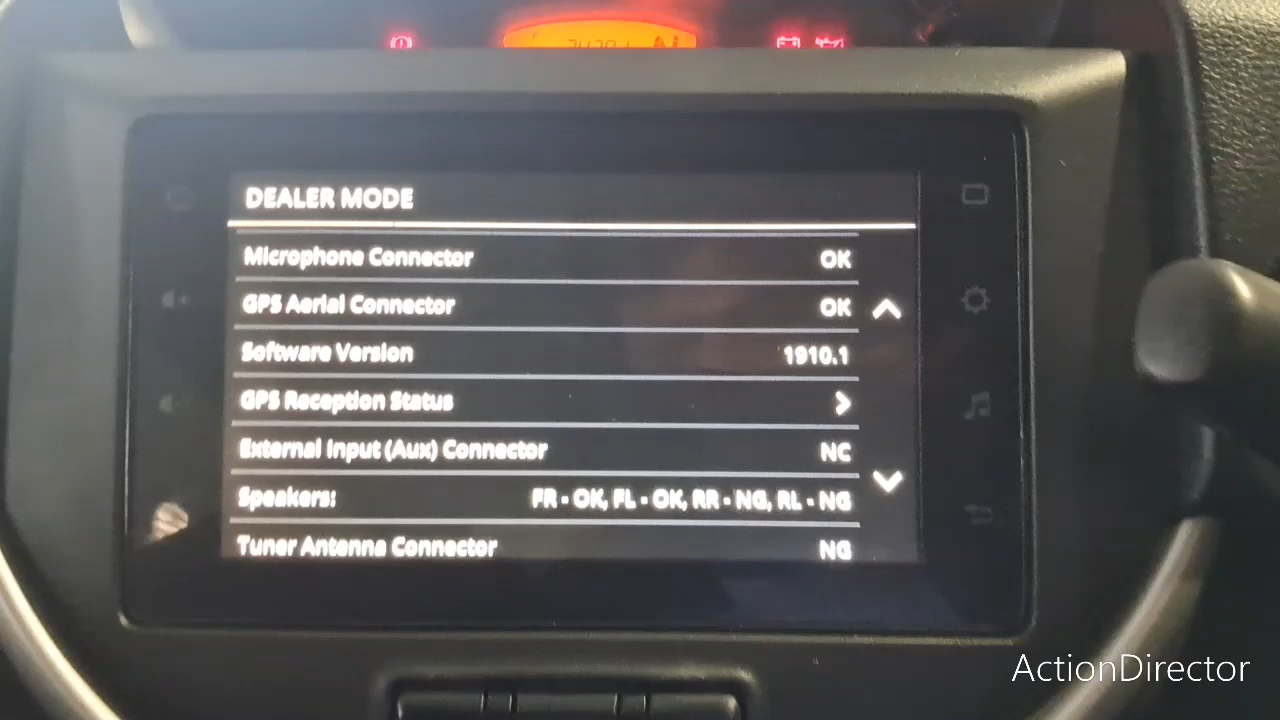 DEALER MODE
Microphone Connector OK
GPS Aerial Connector OK
Software Version 1910.1
GPS Reception Status
External Input (Aux) Connector NC
Speakers: FR - OK, FL - OK, RR - NG, RL - NG
Tuner Antenna Connector NG
ActionDirector